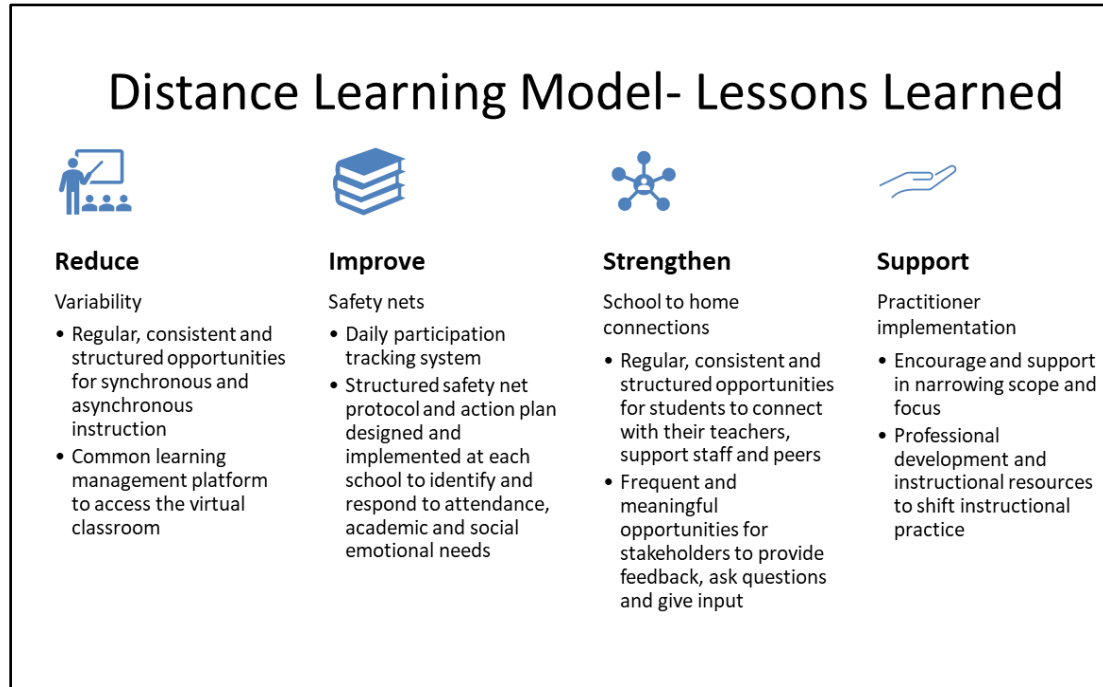 Distance Learning Model- Lessons Learned
Reduce
Variability
• Regular, consistent and
structured opportunities
for synchronous and
asynchronous
instruction
• Common learning
management platform
to access the virtual
classroom
Improve
Safety nets
• Daily participation
tracking system
• Structured safety net
protocol and action plan
designed and
implemented at each
school to identify and
respond to attendance,
academic and social
emotional needs
Strengthen
School to home
connections
• Regular, consistent and
structured opportunities
for students to connect
with their teachers,
support staff and peers
• Frequent and
meaningful
opportunities for
stakeholders to provide
feedback, ask questions
and give input
Support
Practitioner
implementation
• Encourage and support
in narrowing scope and
focus
• Professional
development and
instructional resources
to shift instructional
practice